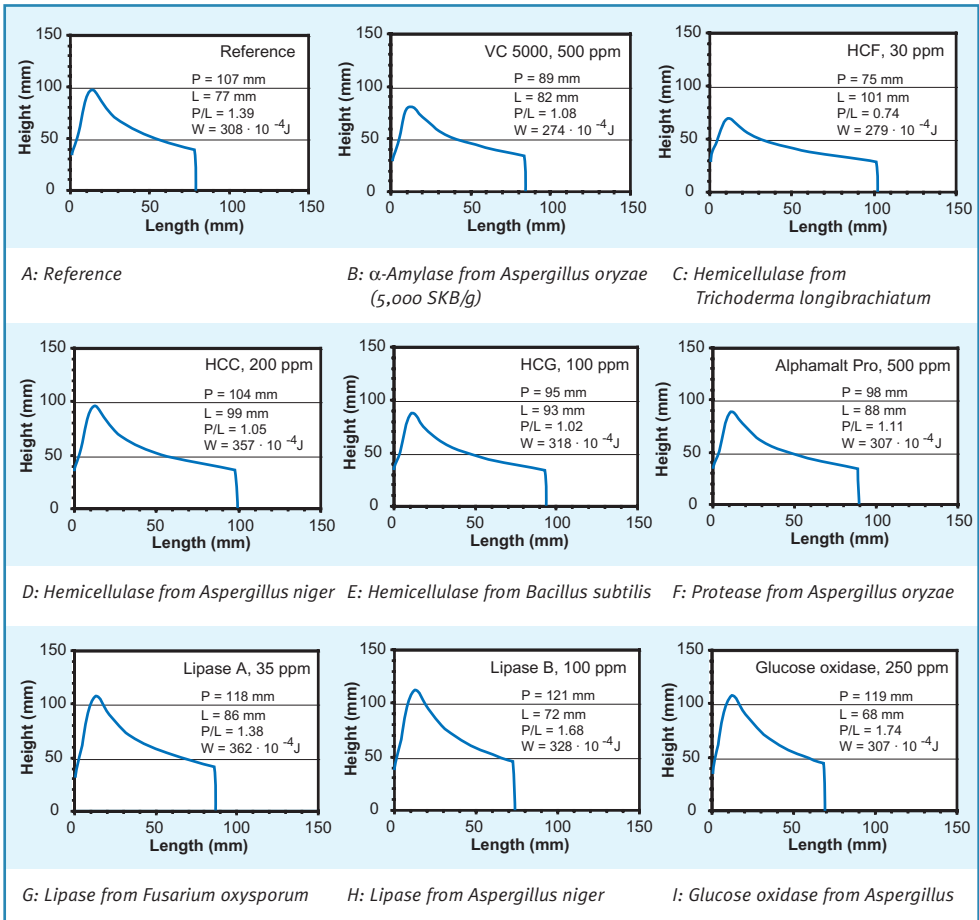 Height (mm)
150
100
50
0
Reference
P = 107 mm
L = 77 mm
P/L = 1.39
W = 308 · 10 -4J
0 50 100 150
Length (mm)
A: Reference
Height (mm)
150
100
50
0
VC 5000, 500 ppm
P = 89 mm
L = 82 mm
P/L = 1.08
W = 274 · 10 -4J
0 50 100 150
Length (mm)
B: α-Amylase from Aspergillus oryzae
(5,000 SKB/g)
Height (mm)
150
100
50
0
HCF, 30 ppm
P = 75 mm
L = 101 mm
P/L = 0.74
W = 279 · 10 -4J
0 50 100 150
Length (mm)
C: Hemicellulase from
Trichoderma longibrachiatum
Height (mm)
150
100
50
0
HCC, 200 ppm
P = 104 mm
L = 99 mm
P/L = 1.05
W = 357 · 10 -4J
0 50 100 150
Length (mm)
D: Hemicellulase from Aspergillus niger
Height (mm)
150
100
50
0
HCG, 100 ppm
P = 95 mm
L = 93 mm
P/L = 1.02
W = 318 · 10 -4J
0 50 100 150
Length (mm)
E: Hemicellulase from Bacillus subtilis
Height (mm)
150
100
50
0
Alphamalt Pro, 500 ppm
P = 98 mm
L = 88 mm
P/L = 1.11
W = 307 · 10 -4J
0 50 100 150
Length (mm)
F: Protease from Aspergillus oryzae
Height (mm)
150
100
50
0
Lipase A, 35 ppm
P = 118 mm
L = 86 mm
P/L = 1.38
W = 362 · 10 -4J
0 50 100 150
Length (mm)
G: Lipase from Fusarium oxysporum
Height (mm)
150
100
50
0
Lipase B, 100 ppm
P = 121 mm
L = 72 mm
P/L = 1.68
W = 328 · 10 -4J
0 50 100 150
Length (mm)
H: Lipase from Aspergillus niger
Height (mm)
150
100
50
0
Glucose oxidase, 250 ppm
P = 119 mm
L = 68 mm
P/L = 1.74
W = 307 · 10 -4J
0 50 100 150
Length (mm)
I: Glucose oxidase from Aspergillus